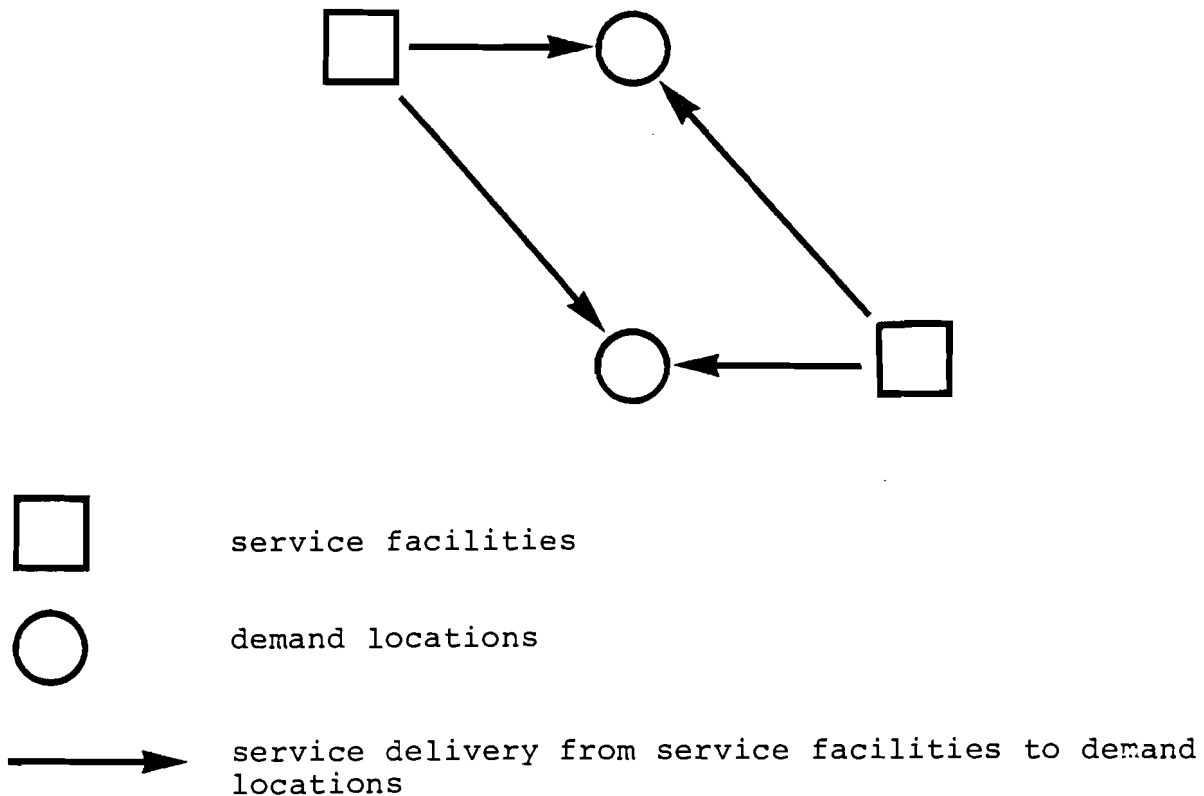 service facilities
demand locations
service delivery from service facilities to demand
locations